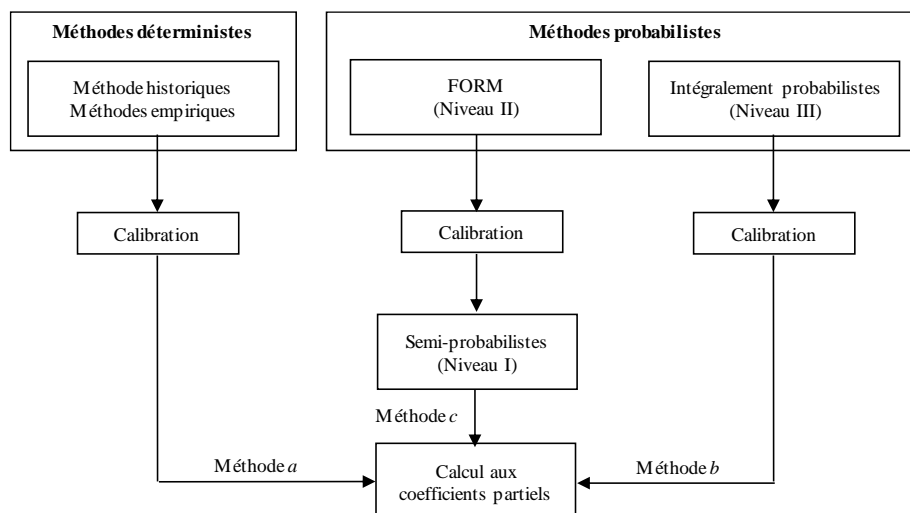 Méthodes déterministes
Méthodes probabilistes
Méthode historiques
Méthodes empiriques
FORM
(Niveau II)
Intégralement probabilistes
(Niveau III)
Calibration
Calibration
Calibration
Semi-probabilistes
(Niveau I)
Méthode c
Méthode a
Calcul aux
coefficients partiels
Méthode b